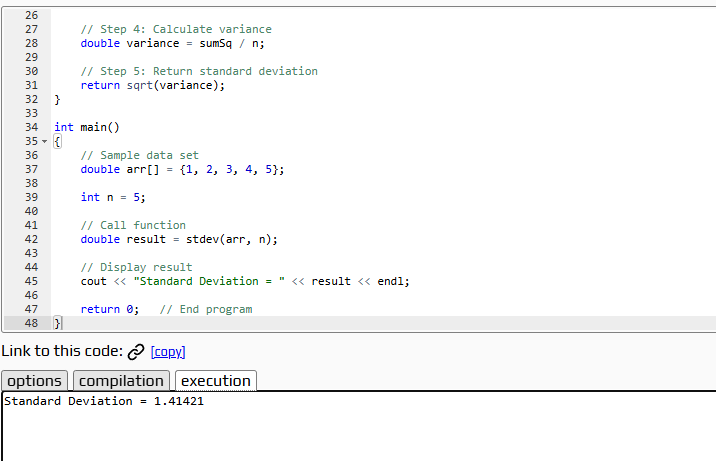 26
27 // Step 4: Calculate variance
28 double variance = sumSq / n;
29
30 // Step 5: Return standard deviation
31 return sqrt(variance);
32 }
33
34 int main()
35 {
36 // Sample data set
37 double arr[] = {1, 2, 3, 4, 5};
38
39 int n = 5;
40
41 // Call function
42 double result = stdev(arr, n);
43
44 // Display result
45 cout << "Standard Deviation = " << result << endl;
46
47 return 0;   // End program
48 }
Link to this code: [copy]
options compilation execution
Standard Deviation = 1.41421